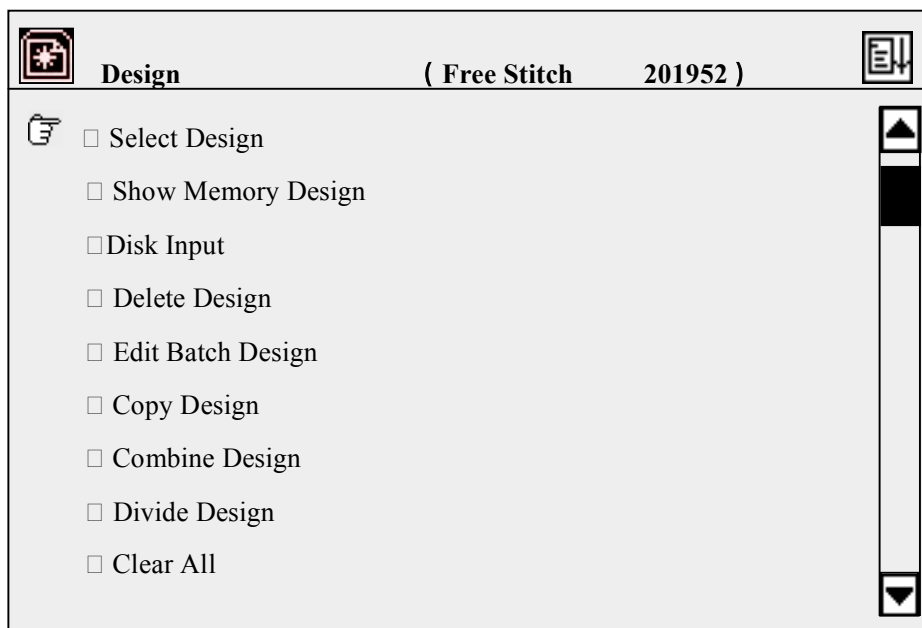 Design ( Free Stitch 201952 )
□ Select Design
□ Show Memory Design
□Disk Input
□ Delete Design
□ Edit Batch Design
□ Copy Design
□ Combine Design
□ Divide Design
□ Clear All